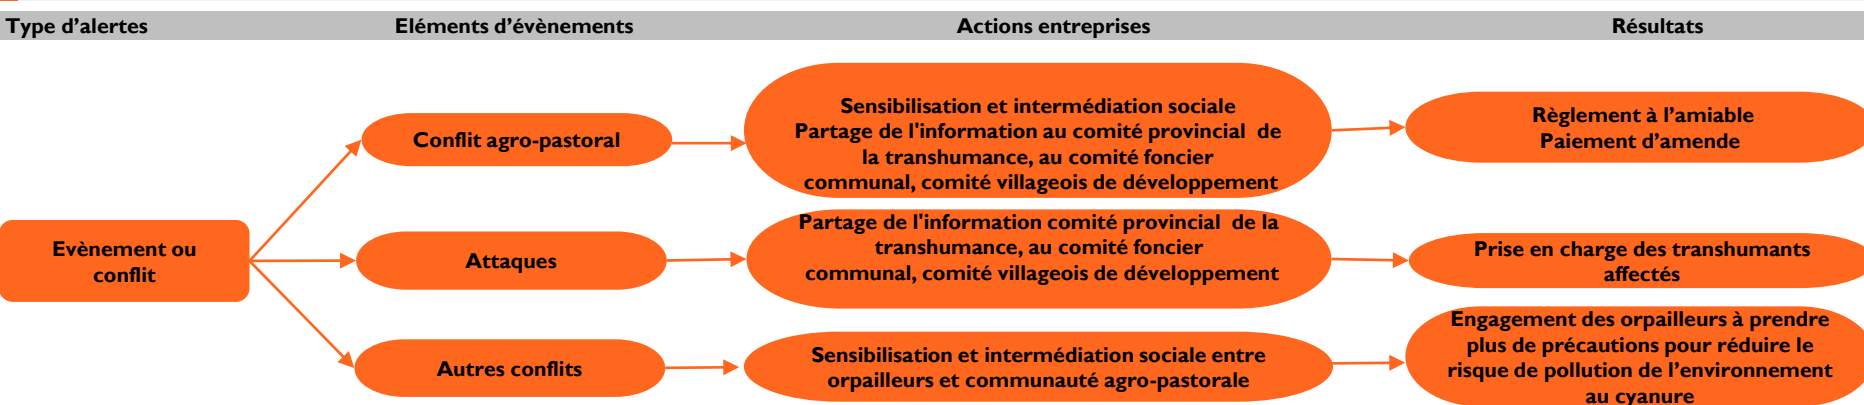 Type d’alertes
Eléments d’évènements
Actions entreprises
Résultats
Evènement ou
conflit
Conflit agro-pastoral
Sensibilisation et intermédiation sociale
Partage de l'information au comité provincial de
la transhumance, au comité foncier
communal, comité villageois de développement
Règlement à l’amiable
Paiement d’amende
Attaques
Partage de l'information comité provincial de la
transhumance, au comité foncier
communal, comité villageois de développement
Prise en charge des transhumants
affectés
Autres conflits
Sensibilisation et intermédiation sociale entre
orpailleurs et communauté agro-pastorale
Engagement des orpailleurs à prendre
plus de précautions pour réduire le
risque de pollution de l’environnement
au cyanure